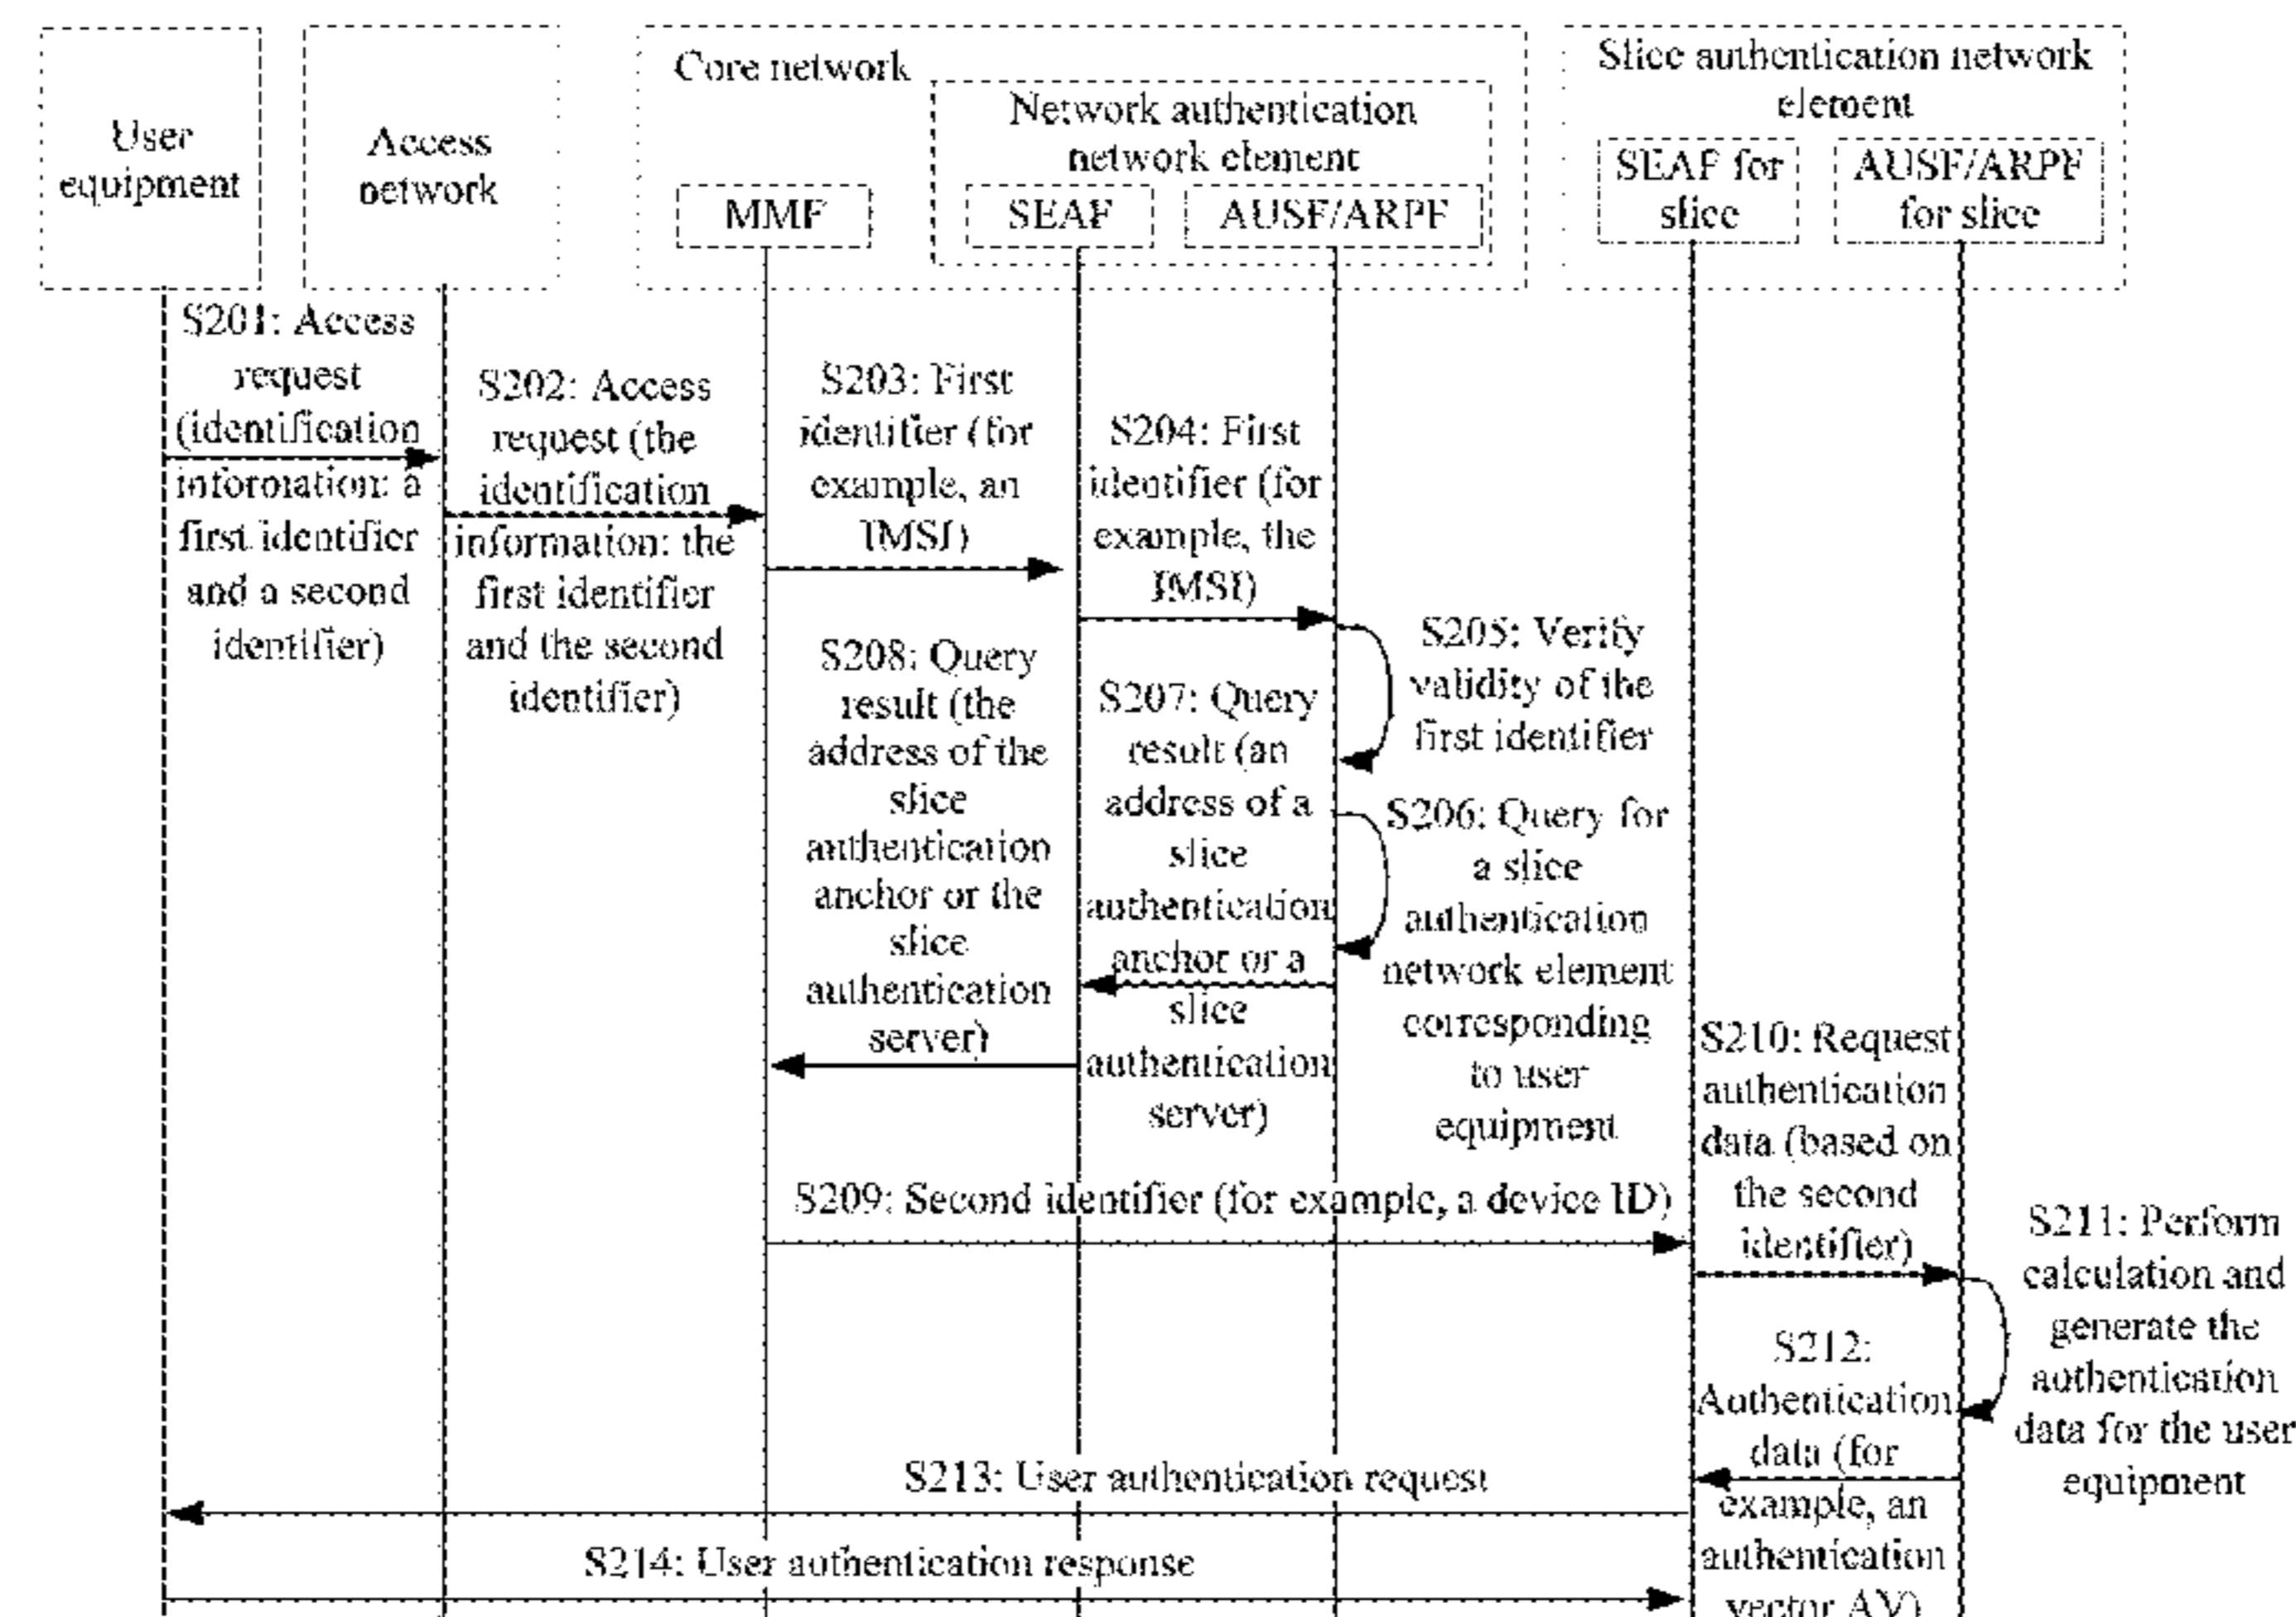 User
equipment
Access
network
Core network
Network authentication
network element
MMF
SEAF
AUSF/ARPF
Slice authentication network
element
SEAF for
slice
AUSF/ARPF
for slice
S201: Access
request
(identification
information: a
first identifier
and a second
identifier)
S202: Access
request (the
identification
information: the
first identifier
and the second
identifier)
S203: First
identifier (for
example, an
IMSI)
S204: First
identifier (for
example, the
IMSI)
S205: Verify
validity of the
first identifier
S206: Query for
a slice
authentication
network element
corresponding
to user
equipment
S207: Query
result (an
address of a
slice
authentication
anchor or a
slice
authentication
server)
S208: Query
result (the
address of the
slice
authentication
anchor or the
slice
authentication
server)
S209: Second identifier (for example, a device ID)
S210: Request
authentication
data (based on
the second
identifier)
S211: Perform
calculation and
generate the
authentication
data for the user
equipment
S212:
Authentication
data (for
example, an
authentication
vector AV)
S213: User authentication request
S214: User authentication response